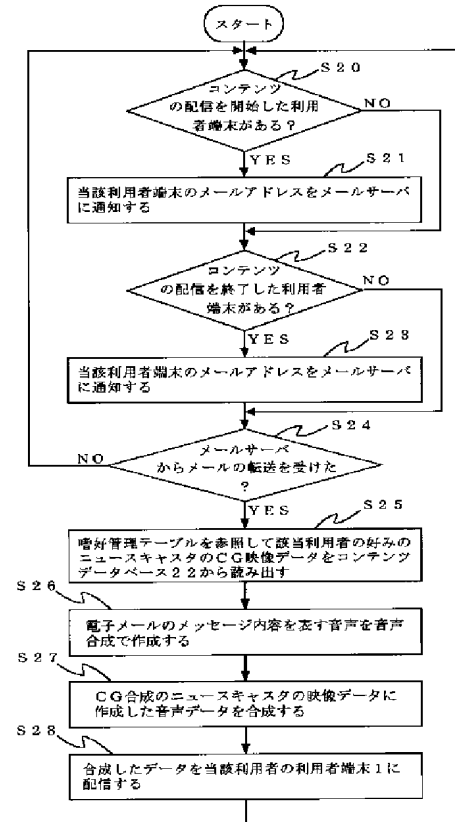 スタート
S20
コンテンツ
の配信を開始した利用
者端末がある？
NO
YES
S21
当該利用者端末のメールアドレスをメールサーバ
に通知する
S22
コンテンツ
の配信を終了した利用者
端末がある？
NO
YES
S23
当該利用者端末のメールアドレスをメールサーバ
に通知する
S24
メールサーバ
からメールの転送を受けた
？
NO
YES
S25
嗜好管理テーブルを参照して該当利用者の好みの
ニュースキャスタのCG映像データをコンテンツ
データベース22から読み出す
S26
電子メールのメッセージ内容を表す音声を音声
合成で作成する
S27
CG合成のニュースキャスタの映像データに
作成した音声データを合成する
S28
合成したデータを当該利用者の利用者端末1に
配信する